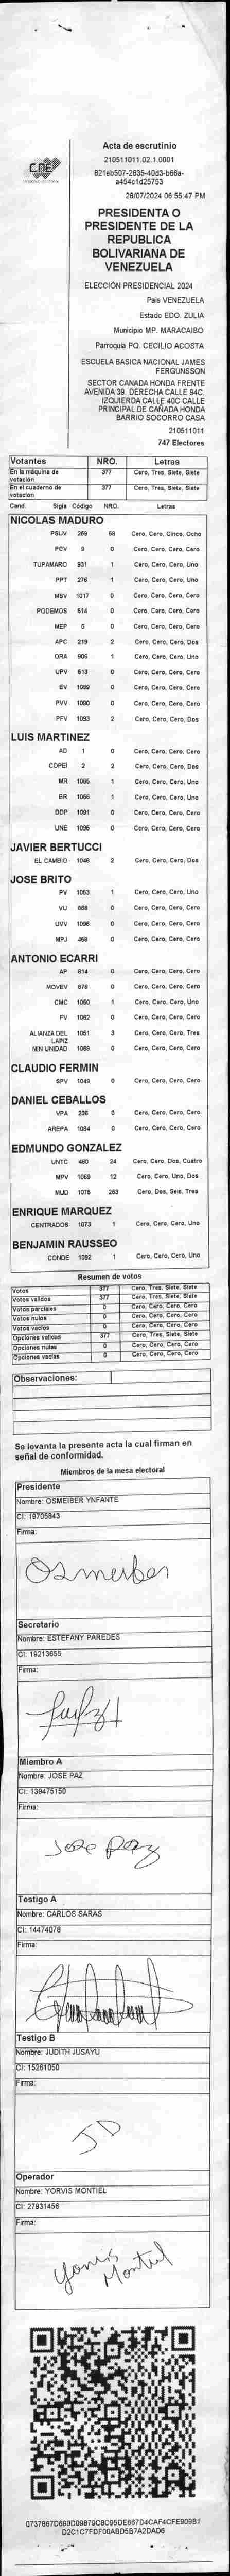 Acta de escrutinio
210511011.02.1.0001
821eb507-2635-40d3-b66a-
a454c1d25753
28/07/2024 06:55:47 PM
CNE
PRESIDENTA O
PRESIDENTE DE LA
REPUBLICA
BOLIVARIANA DE
VENEZUELA
ELECCIÓN PRESIDENCIAL 2024
País VENEZUELA
Estado EDO. ZULIA
Municipio MP. MARACAIBO
Parroquia PQ. CECILIO ACOSTA
ESCUELA BASICA NACIONAL JAMES
FERGUNSSON
SECTOR CANADA HONDA FRENTE
AVENIDA 39. DERECHA CALLE 94C.
IZQUIERDA CALLE 40C CALLE
PRINCIPAL DE CAÑADA HONDA
BARRIO SOCORRO CASA
210511011
747 Electores
Votantes NRO. Letras
En la máquina de votación 377 Cero, Tres, Siete, Siete
En el cuaderno de votación 377 Cero, Tres, Siete, Siete
Cand. Sigla Código NRO. Letras
NICOLAS MADURO
PSUV 269 58 Cero, Cero, Cinco, Ocho
PCV 9 0 Cero, Cero, Cero, Cero
TUPAMARO 931 1 Cero, Cero, Cero, Uno
PPT 276 1 Cero, Cero, Cero, Uno
MSV 1017 0 Cero, Cero, Cero, Cero
PODEMOS 514 0 Cero, Cero, Cero, Cero
MEP 6 0 Cero, Cero, Cero, Cero
APC 219 2 Cero, Cero, Cero, Dos
ORA 906 1 Cero, Cero, Cero, Uno
UPV 513 0 Cero, Cero, Cero, Cero
EV 1089 0 Cero, Cero, Cero, Cero
PVV 1090 0 Cero, Cero, Cero, Cero
PFV 1093 2 Cero, Cero, Cero, Dos
LUIS MARTINEZ
AD 1 0 Cero, Cero, Cero, Cero
COPEI 2 2 Cero, Cero, Cero, Dos
MR 1065 1 Cero, Cero, Cero, Uno
BR 1066 1 Cero, Cero, Cero, Uno
DDP 1091 0 Cero, Cero, Cero, Cero
UNE 1095 0 Cero, Cero, Cero, Cero
JAVIER BERTUCCI
EL CAMBIO 1048 2 Cero, Cero, Cero, Dos
JOSE BRITO
PV 1053 1 Cero, Cero, Cero, Uno
VU 868 0 Cero, Cero, Cero, Cero
UVV 1096 0 Cero, Cero, Cero, Cero
MPJ 458 0 Cero, Cero, Cero, Cero
ANTONIO ECARRI
AP 914 0 Cero, Cero, Cero, Cero
MOVEV 878 0 Cero, Cero, Cero, Cero
CMC 1050 1 Cero, Cero, Cero, Uno
FV 1062 0 Cero, Cero, Cero, Cero
ALIANZA DEL LAPIZ 1051 3 Cero, Cero, Cero, Tres
MIN UNIDAD 1068 0 Cero, Cero, Cero, Cero
CLAUDIO FERMIN
SPV 1049 0 Cero, Cero, Cero, Cero
DANIEL CEBALLOS
VPA 236 0 Cero, Cero, Cero, Cero
AREPA 1094 0 Cero, Cero, Cero, Cero
EDMUNDO GONZALEZ
UNTC 460 24 Cero, Cero, Dos, Cuatro
MPV 1069 12 Cero, Cero, Uno, Dos
MUD 1075 263 Cero, Dos, Seis, Tres
ENRIQUE MARQUEZ
CENTRADOS 1073 1 Cero, Cero, Cero, Uno
BENJAMIN RAUSSEO
CONDE 1092 1 Cero, Cero, Cero, Uno
Resumen de votos
Votos 377 Cero, Tres, Siete, Siete
Votos validos 377 Cero, Tres, Siete, Siete
Votos parciales 0 Cero, Cero, Cero, Cero
Votos nulos 0 Cero, Cero, Cero, Cero
Votos vacios 0 Cero, Cero, Cero, Cero
Opciones validas 377 Cero, Tres, Siete, Siete
Opciones nulas 0 Cero, Cero, Cero, Cero
Opciones vacias 0 Cero, Cero, Cero, Cero
Observaciones:
Se levanta la presente acta la cual firman en
señal de conformidad.
Miembros de la mesa electoral
Presidente
Nombre: OSMEIBER YNFANTE
CI: 19705843
Firma:
Osmeiber
Secretario
Nombre: ESTEFANY PAREDES
CI: 19213655
Firma:
Miembro A
Nombre: JOSE PAZ
CI: 139475150
Firma:
Jose Paz
Testigo A
Nombre: CARLOS SARAS
CI: 14474078
Firma:
Testigo B
Nombre: JUDITH JUSAYU
CI: 15281050
Firma:
JD
Operador
Nombre: YORVIS MONTIEL
CI: 27931456
Firma:
Yorvis
Montiel
0737867D690D09879C8C95DE667D4CAF4CFE909B1
D2C1C7FDF00ABD5B7A2DAD6